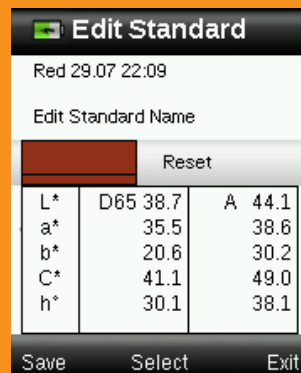 Edit Standard
Red 29.07 22:09
Edit Standard Name
Reset
L* D65 38.7 A 44.1
a* 35.5 38.6
b* 20.6 30.2
C* 41.1 49.0
h° 30.1 38.1
Save Select Exit